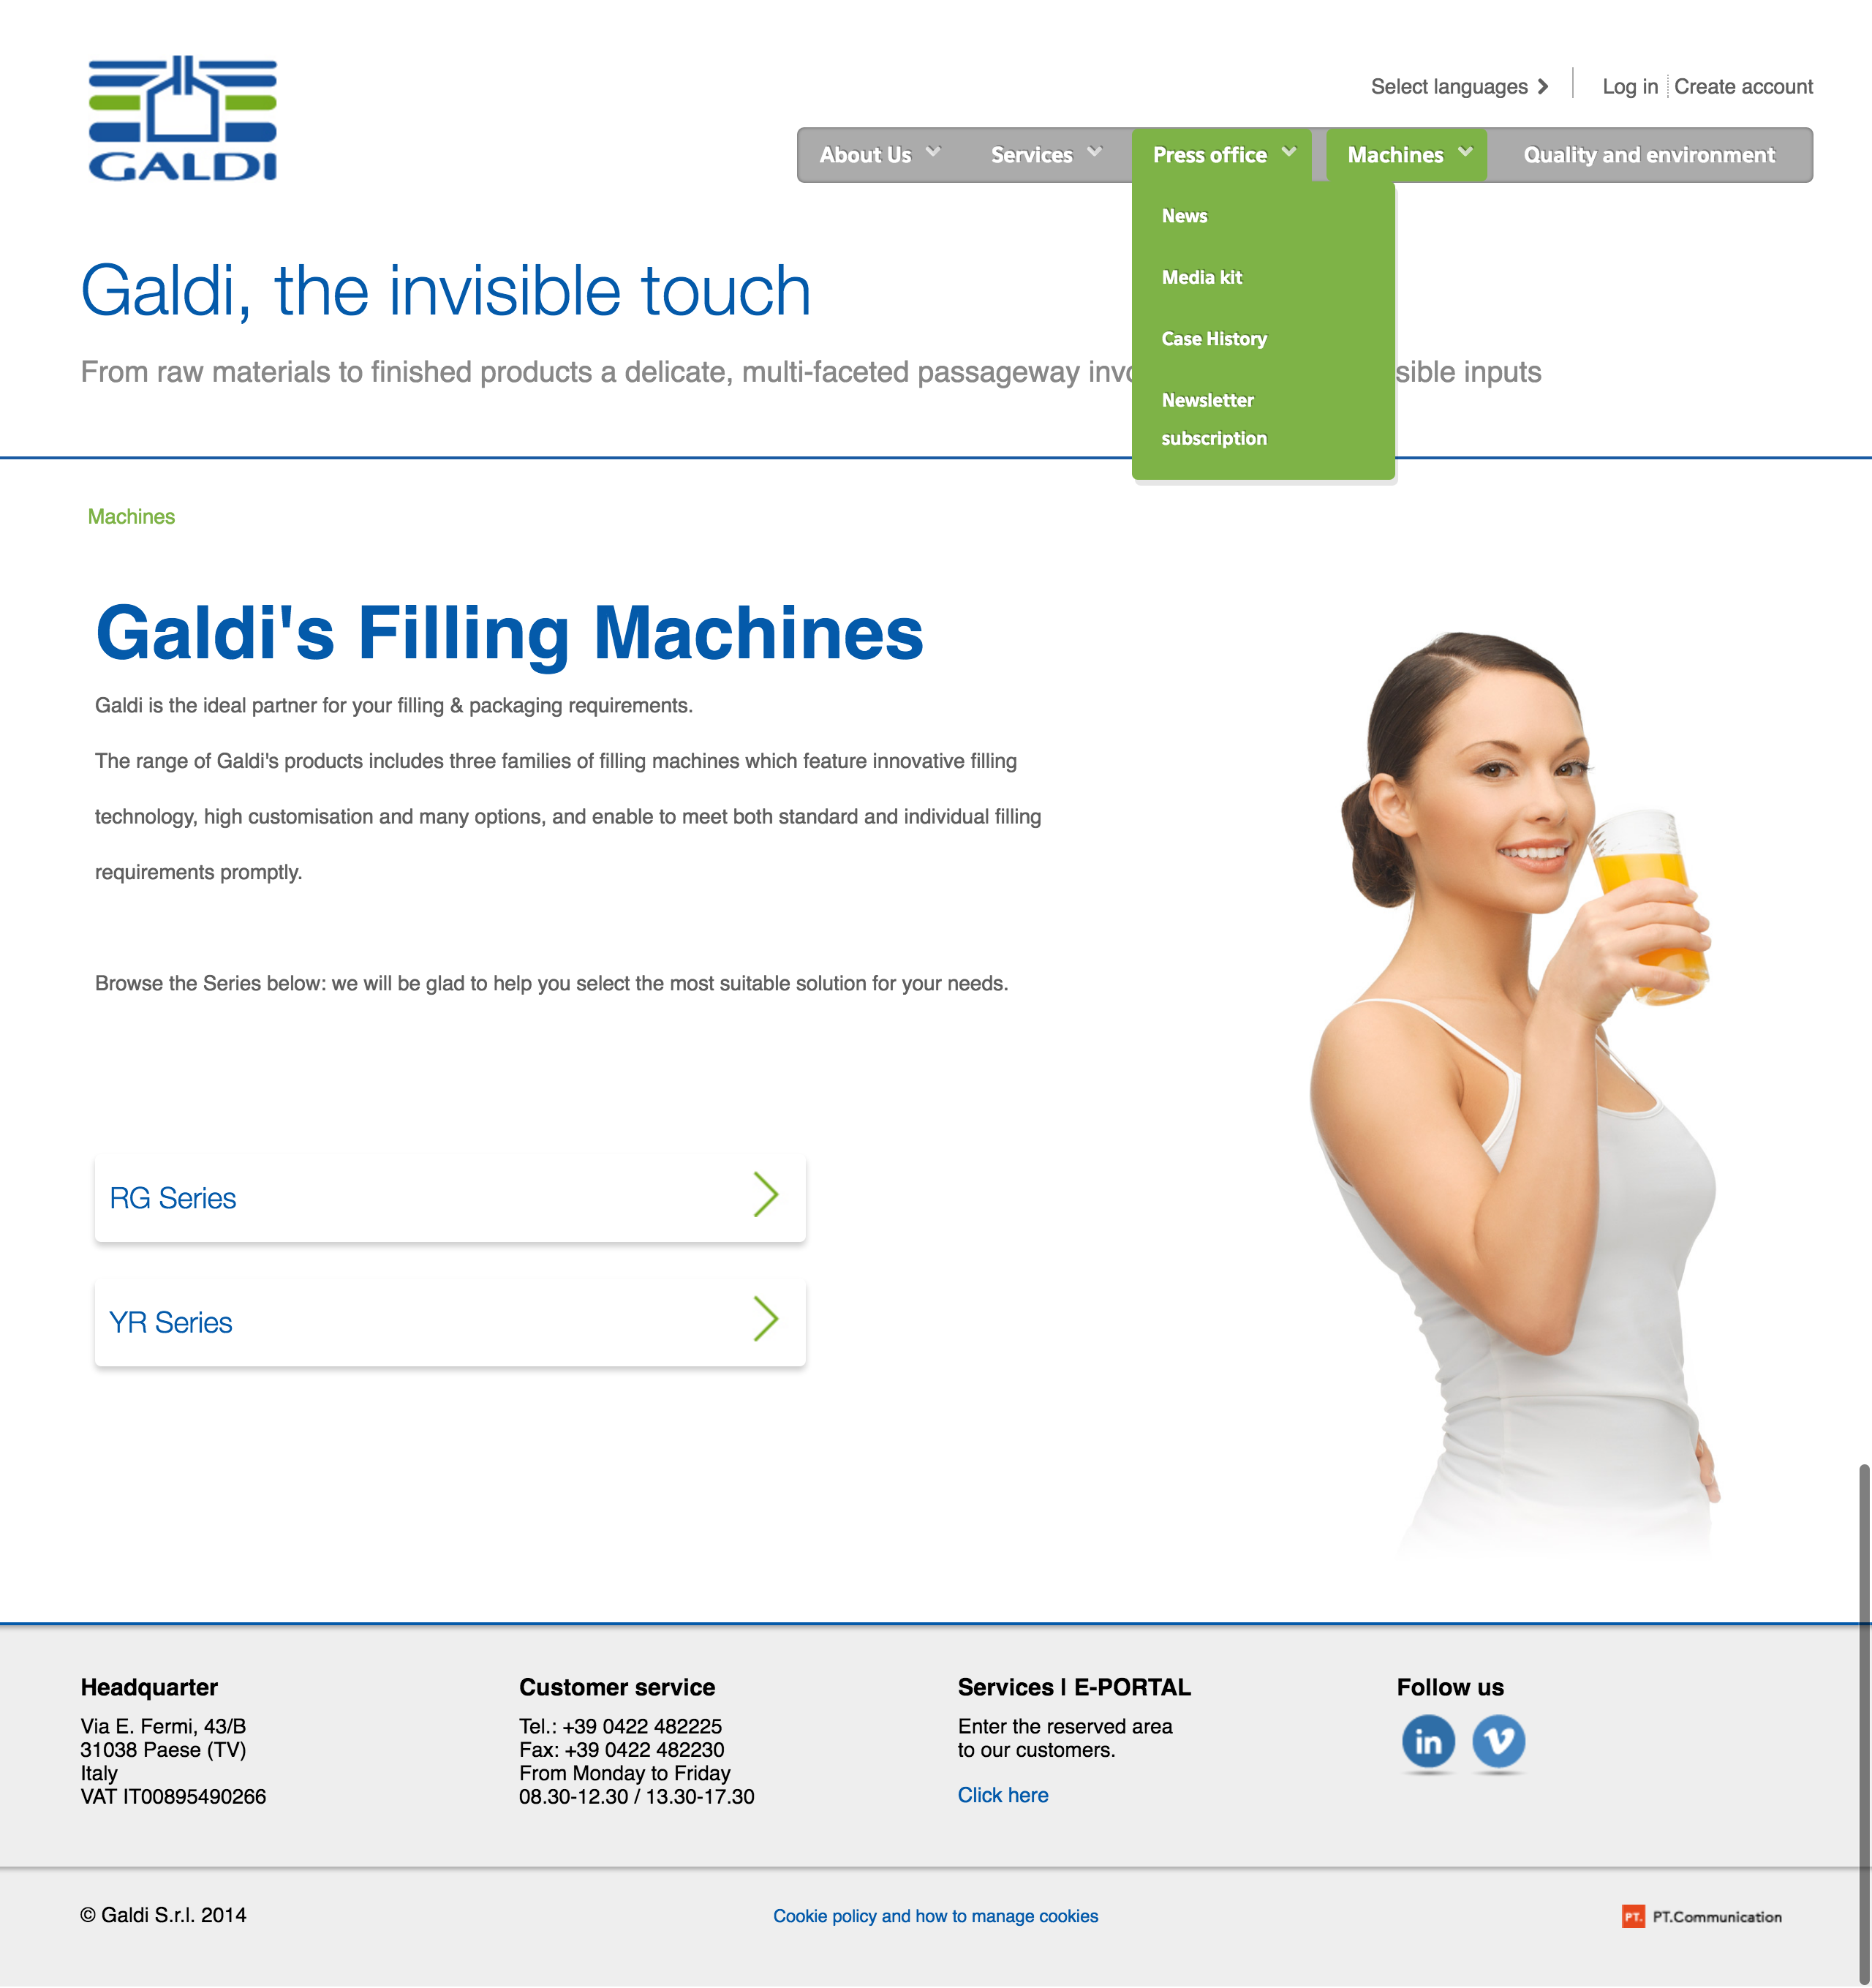 GALDI
Select languages
Log in
Create account
About Us
Services
Press office
Machines
Quality and environment
News
Media kit
Case History
Newsletter
subscription
Galdi, the invisible touch
From raw materials to finished products a delicate, multi-faceted passageway
sible inputs
Machines
Galdi's Filling Machines
Galdi is the ideal partner for your filling & packaging requirements.
The range of Galdi's products includes three families of filling machines which feature innovative filling
technology, high customisation and many options, and enable to meet both standard and individual filling
requirements promptly.
Browse the Series below: we will be glad to help you select the most suitable solution for your needs.
RG Series
YR Series
Headquarter
Via E. Fermi, 43/B
31038 Paese (TV)
Italy
VAT IT00895490266
Customer service
Tel.: +39 0422 482225
Fax: +39 0422 482230
From Monday to Friday
08.30-12.30 / 13.30-17.30
Services | E-PORTAL
Enter the reserved area
to our customers.
Click here
Follow us
in
© Galdi S.r.l. 2014
Cookie policy and how to manage cookies
PT. PT.Communication